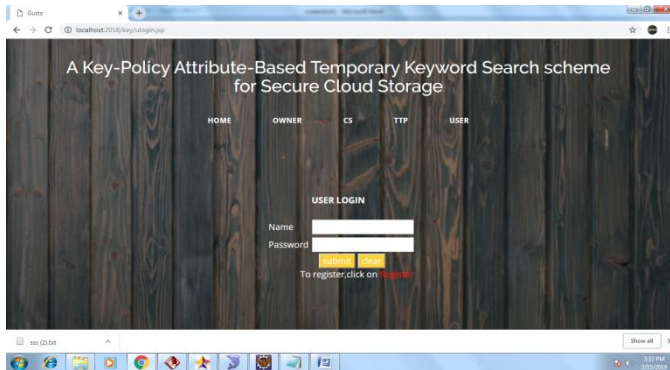 Gusto
localhost:2018/key/ulogin.jsp
A Key-Policy Attribute-Based Temporary Keyword Search scheme
for Secure Cloud Storage
HOME OWNER CS TTP USER
USER LOGIN
Name
Password
submit clear
To register,click on Register
sss (2).txt
Show all
5:32 PM